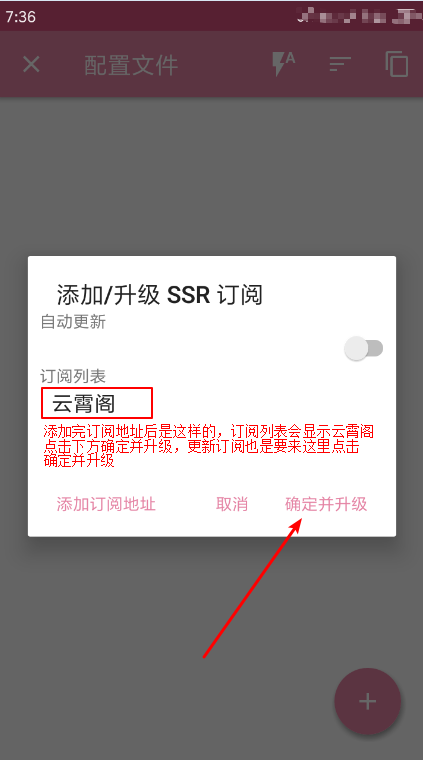 7:36
配置文件
添加/升级 SSR 订阅
自动更新
订阅列表
云霄阁
添加完订阅地址后是这样的，订阅列表会显示云霄阁
点击下方确定并升级，更新订阅也是要来这里点击
确定并升级
添加订阅地址 取消 确定并升级